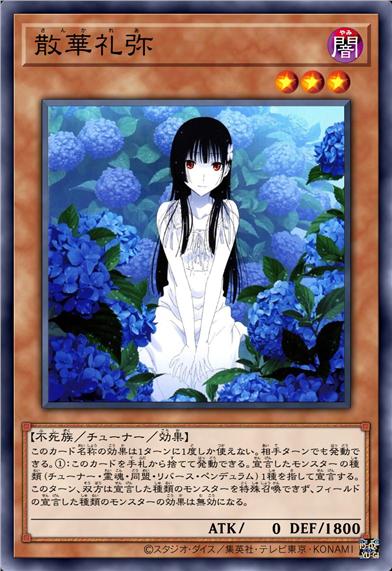 散華礼弥
闇
【不死族／チューナー／効果】
このカード名称の効果は1ターンに1度しか使えない。相手ターンでも発動で
きる。①：このカードを手札から捨てて発動できる。宣言したモンスターの種
類（チューナー・霊魂・同盟・リバース・ペンデュラム）1種を指して宣言する。
このターン、双方は宣言した種類のモンスターを特殊召喚できず、フィールド
の宣言した種類のモンスターの効果は無効になる。
ATK/ 0 DEF/1800
©スタジオ・ダイス/集英社・テレビ東京・KONAMI